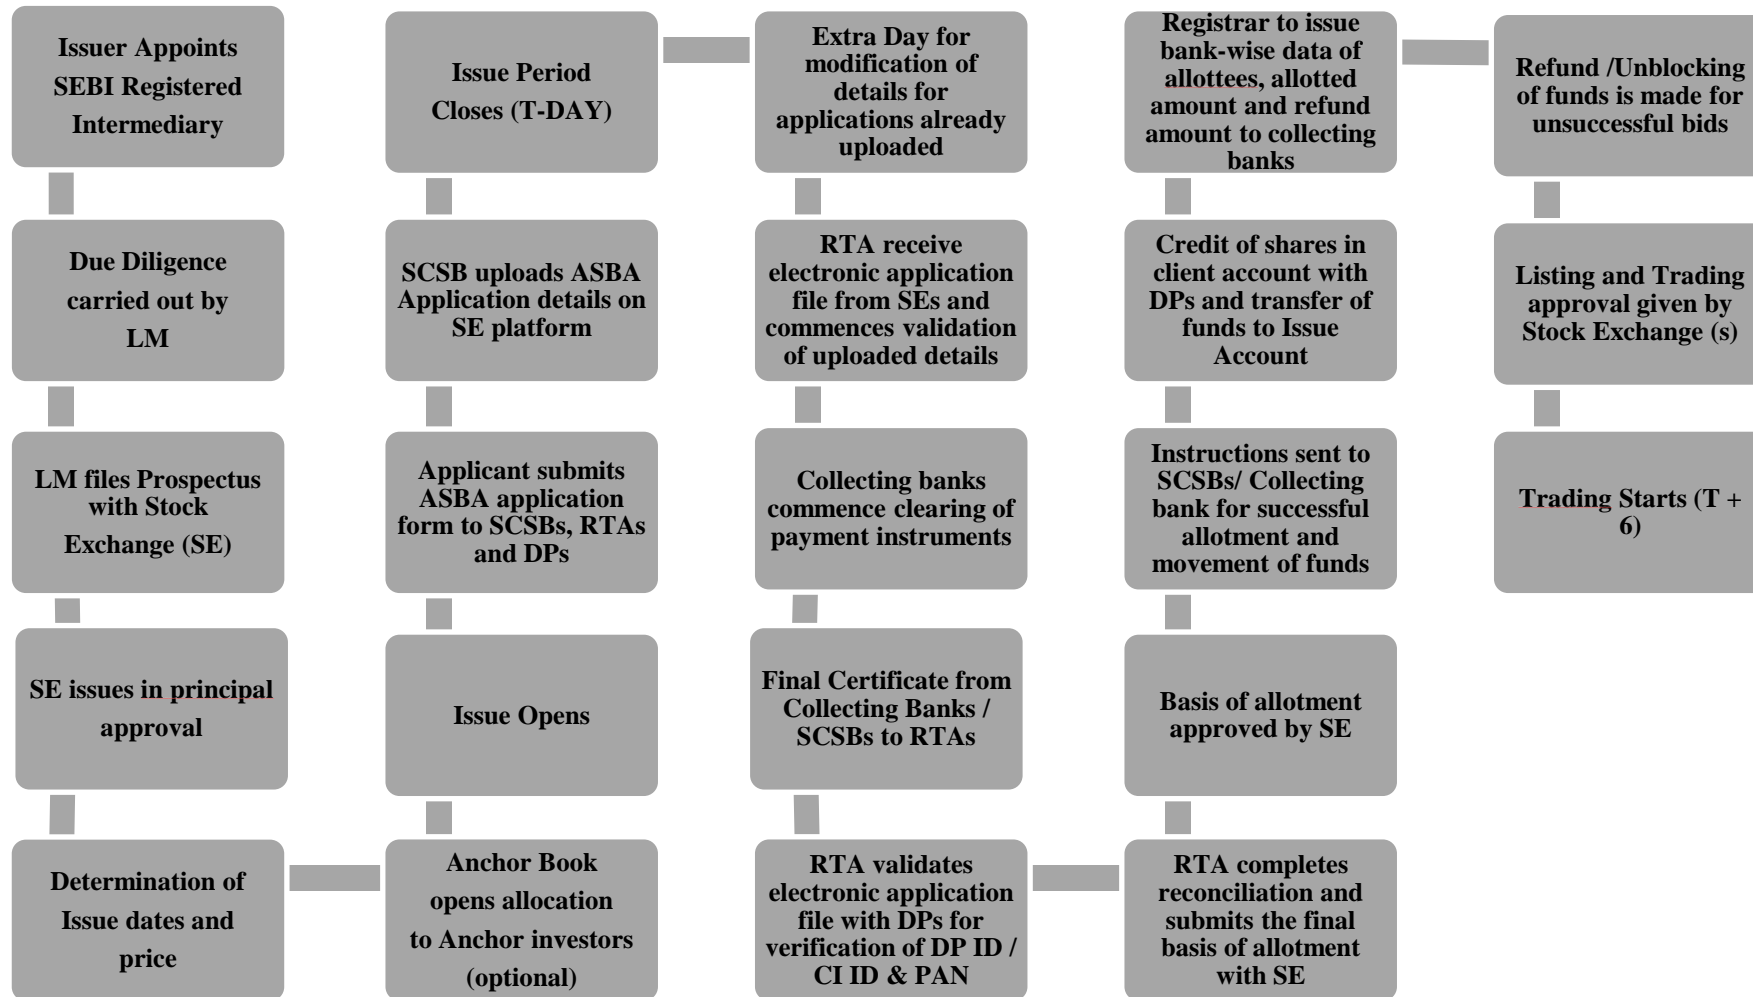 Issuer Appoints
SEBI Registered
Intermediary
Due Diligence
carried out by
LM
LM files Prospectus
with Stock
Exchange (SE)
SE issues in principal
approval
Determination of
Issue dates and
price
Anchor Book
opens allocation
to Anchor investors
(optional)
Issue Opens
Applicant submits
ASBA application
form to SCSBs, RTAs
and DPs
SCSB uploads ASBA
Application details on
SE platform
Issue Period
Closes (T-DAY)
Extra Day for
modification of
details for
applications already
uploaded
RTA receive
electronic application
file from SEs and
commences validation
of uploaded details
Collecting banks
commence clearing of
payment instruments
Final Certificate from
Collecting Banks /
SCSBs to RTAs
RTA validates
electronic application
file with DPs for
verification of DP ID /
CI ID & PAN
RTA completes
reconciliation and
submits the final
basis of allotment
with SE
Basis of allotment
approved by SE
Instructions sent to
SCSBs/ Collecting
bank for successful
allotment and
movement of funds
Credit of shares in
client account with
DPs and transfer of
funds to Issue
Account
Registrar to issue
bank-wise data of
allottees, allotted
amount and refund
amount to collecting
banks
Refund /Unblocking
of funds is made for
unsuccessful bids
Listing and Trading
approval given by
Stock Exchange (s)
Trading Starts (T +
6)